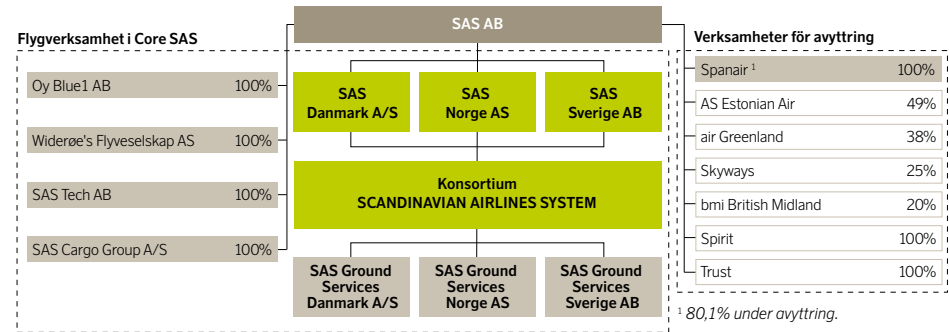 SAS AB
Flygverksamhet i Core SAS
Oy Blue1 AB 100%
Widerøe's Flyveselskap AS 100%
SAS Tech AB 100%
SAS Cargo Group A/S 100%
SAS
Danmark A/S
SAS
Norge AS
SAS
Sverige AB
Konsortium
SCANDINAVIAN AIRLINES SYSTEM
SAS Ground
Services
Danmark A/S
SAS Ground
Services
Norge AS
SAS Ground
Services
Sverige AB
Verksamheter för avyttring
Spanair ¹ 100%
AS Estonian Air 49%
air Greenland 38%
Skyways 25%
bmi British Midland 20%
Spirit 100%
Trust 100%
¹ 80,1% under avyttring.